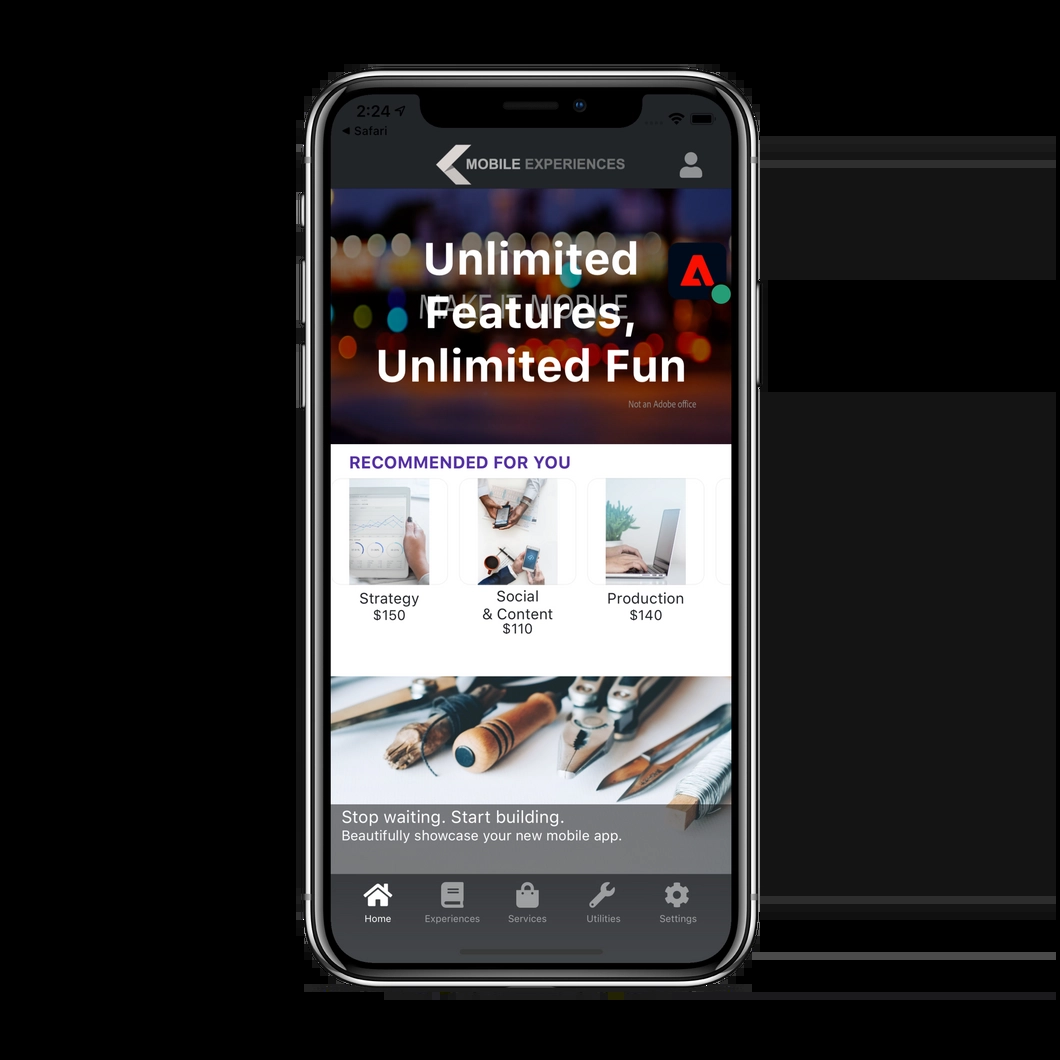 2:24
◀ Safari
MOBILE EXPERIENCES
Unlimited
MAKE IT MOBILE
Features,
Unlimited Fun
Not an Adobe office
RECOMMENDED FOR YOU
Strategy
$150
Social
& Content
$110
Production
$140
Stop waiting. Start building.
Beautifully showcase your new mobile app.
Home
Experiences
Services
Utilities
Settings